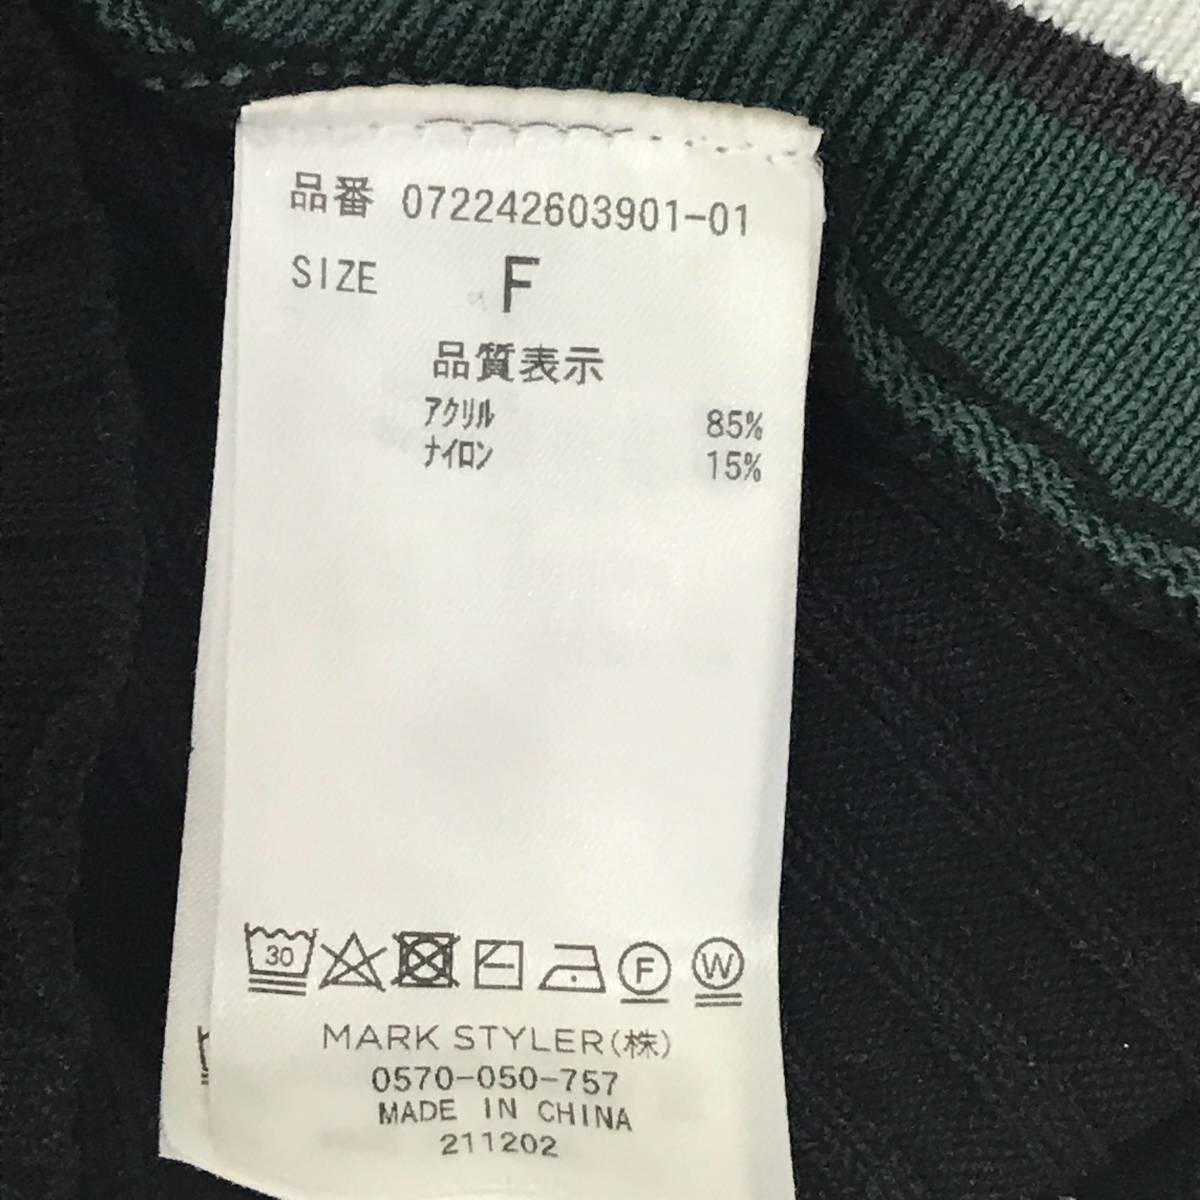 品番 072242603901-01
SIZE F
品質表示
アクリル 85%
ナイロン 15%
30 F W
MARK STYLER(株)
0570-050-757
MADE IN CHINA
211202